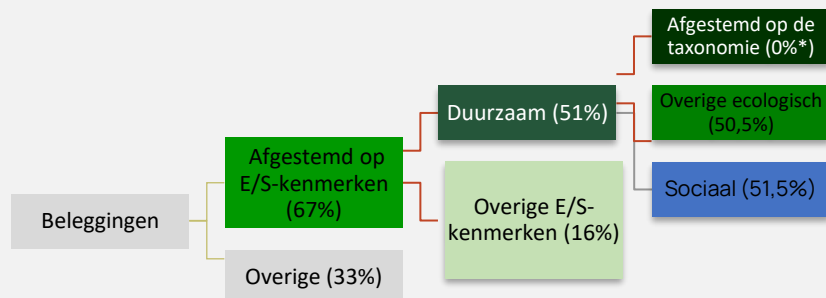 Beleggingen
Afgestemd op
E/S-kenmerken
(67%)
Overige (33%)
Duurzaam (51%)
Overige E/S-
kenmerken (16%)
Afgestemd op de
taxonomie (0%*)
Overige ecologisch
(50,5%)
Sociaal (51,5%)